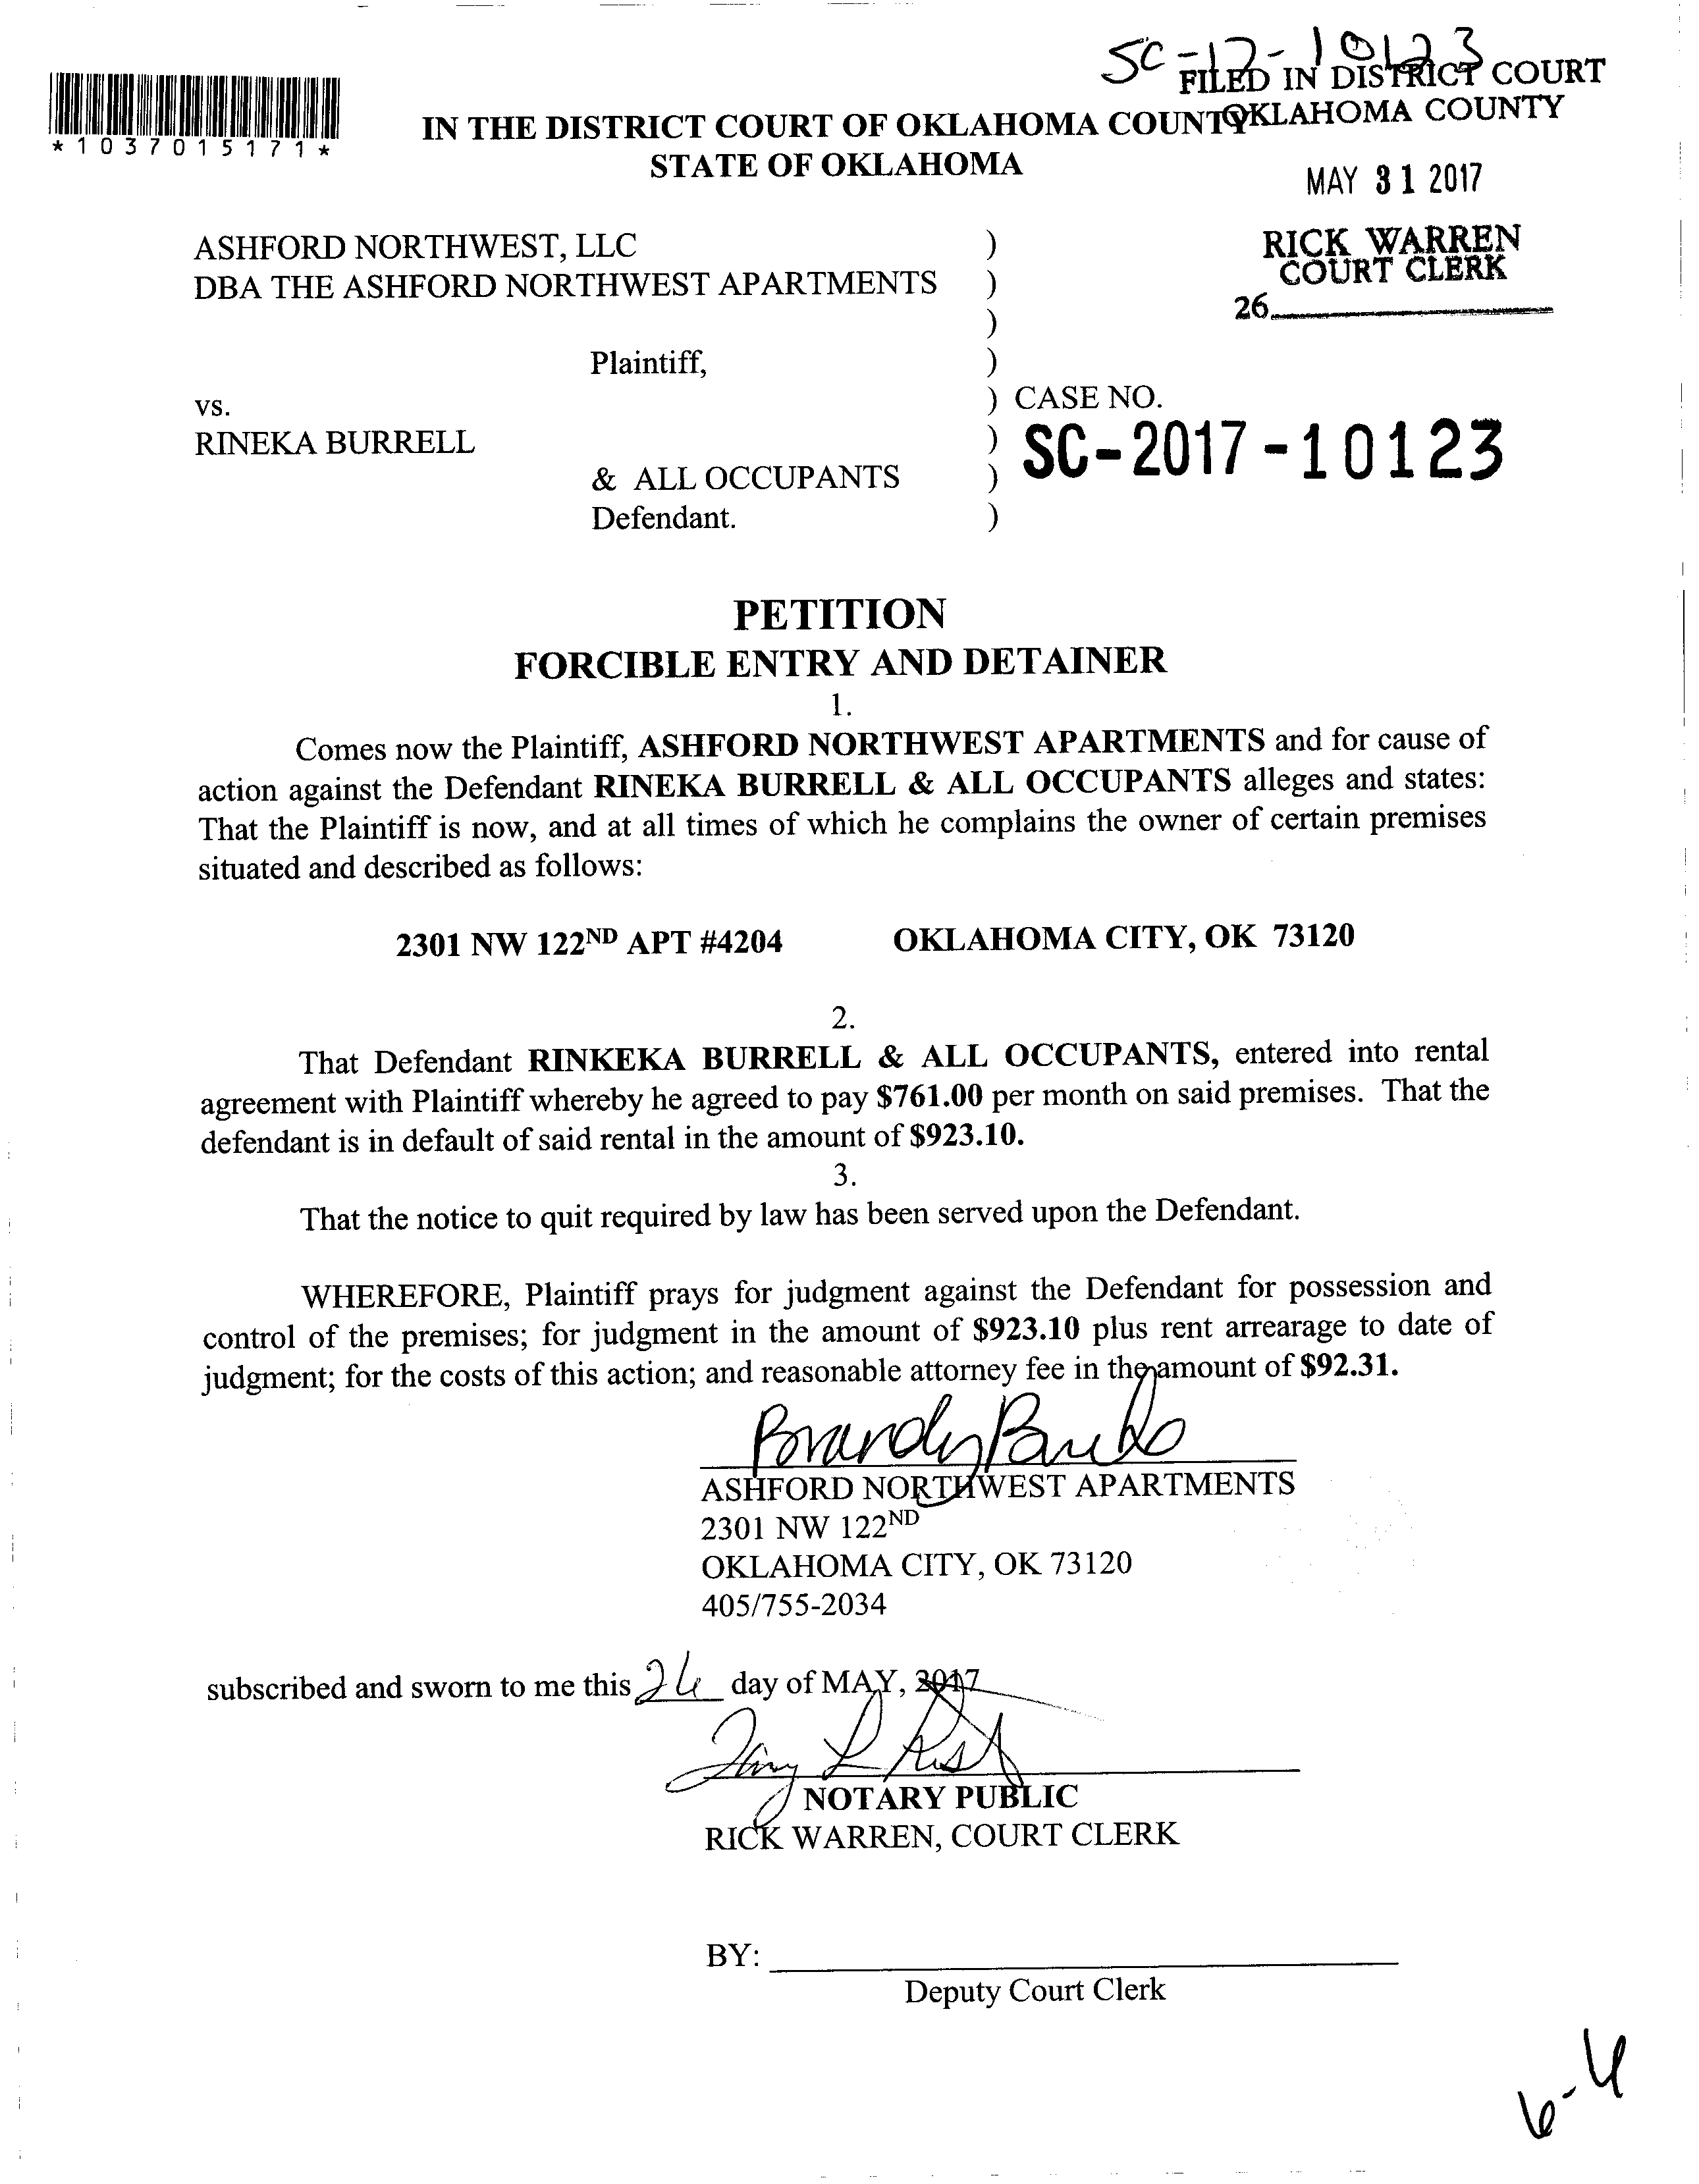 SC-17-10123
FILED IN DISTRICT COURT
OKLAHOMA COUNTY
*1037015171*
IN THE DISTRICT COURT OF OKLAHOMA COUNTY
STATE OF OKLAHOMA
MAY 31 2017
RICK WARREN
COURT CLERK
26
ASHFORD NORTHWEST, LLC )
DBA THE ASHFORD NORTHWEST APARTMENTS )
)
Plaintiff, )
vs. ) CASE NO.
RINEKA BURRELL ) SC-2017-10123
& ALL OCCUPANTS )
Defendant. )
PETITION
FORCIBLE ENTRY AND DETAINER
1.
Comes now the Plaintiff, ASHFORD NORTHWEST APARTMENTS and for cause of
action against the Defendant RINEKA BURRELL & ALL OCCUPANTS alleges and states:
That the Plaintiff is now, and at all times of which he complains the owner of certain premises
situated and described as follows:
2301 NW 122ND APT #4204 OKLAHOMA CITY, OK 73120
2.
That Defendant RINKEKA BURRELL & ALL OCCUPANTS, entered into rental
agreement with Plaintiff whereby he agreed to pay $761.00 per month on said premises. That the
defendant is in default of said rental in the amount of $923.10.
3.
That the notice to quit required by law has been served upon the Defendant.
WHEREFORE, Plaintiff prays for judgment against the Defendant for possession and
control of the premises; for judgment in the amount of $923.10 plus rent arrearage to date of
judgment; for the costs of this action; and reasonable attorney fee in the amount of $92.31.
Brandy
ASHFORD NORTHWEST APARTMENTS
2301 NW 122ND
OKLAHOMA CITY, OK 73120
405/755-2034
subscribed and sworn to me this 26 day of MAY, 2017
NOTARY PUBLIC
RICK WARREN, COURT CLERK
BY:
Deputy Court Clerk